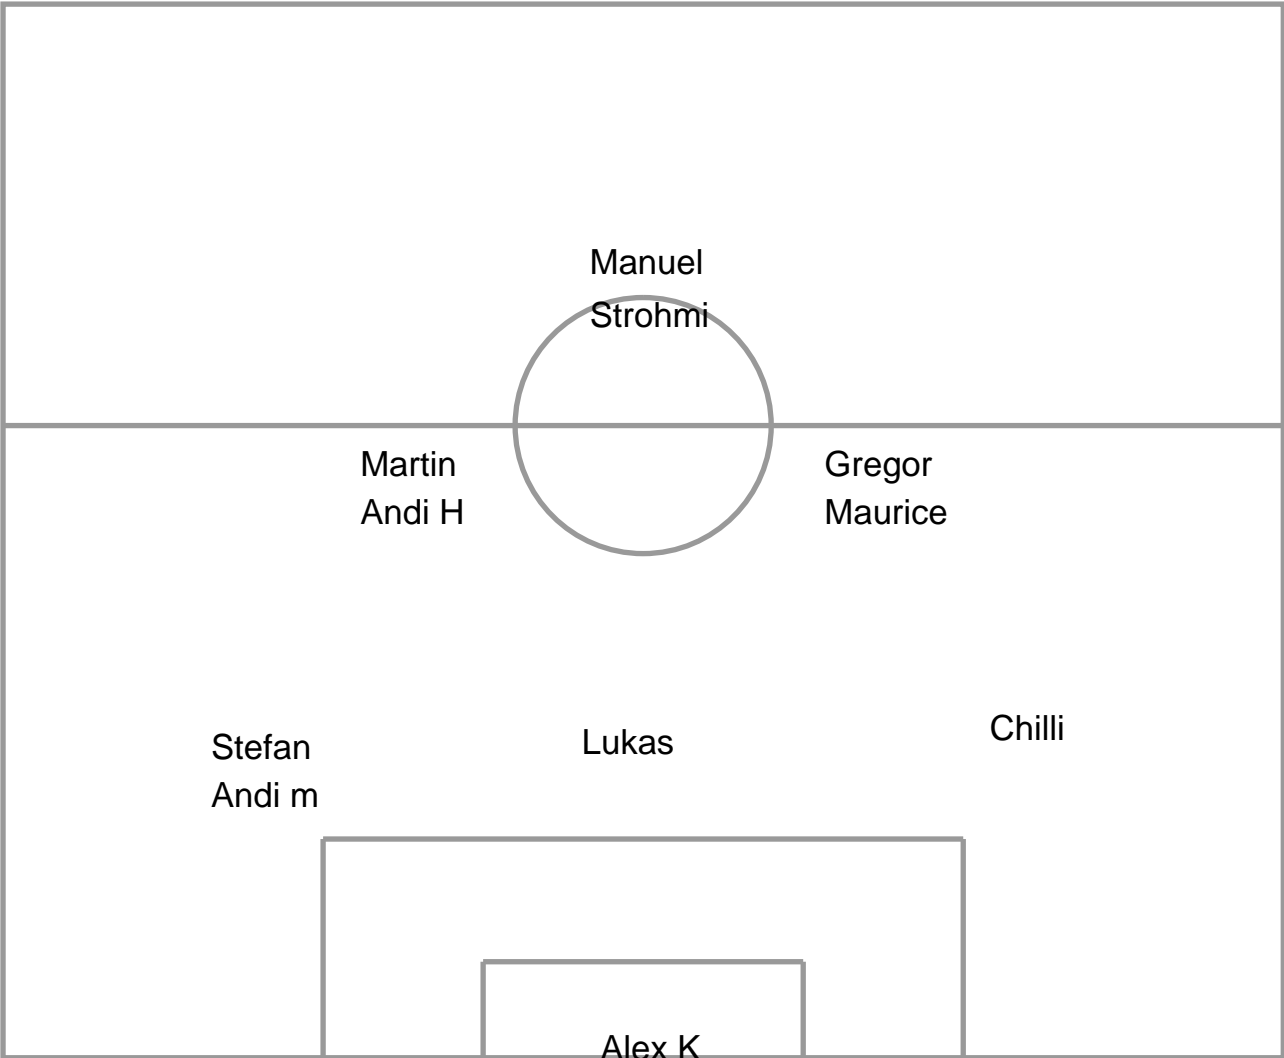 Manuel
Strohmi
Martin
Andi H
Gregor
Maurice
Stefan
Andi m
Lukas
Chilli
Alex K